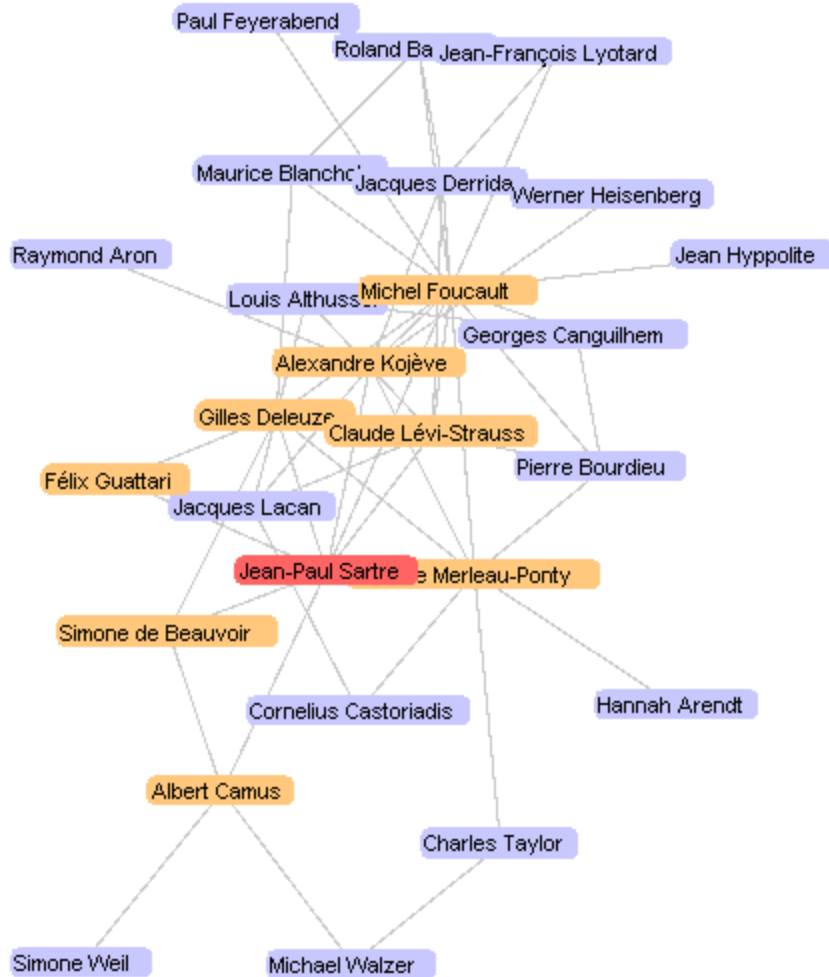 Paul Feyerabend
Roland Ba
Jean-François Lyotard
Maurice Blancho
Jacques Derrida
Werner Heisenberg
Raymond Aron
Jean Hyppolite
Louis Althusse
Michel Foucault
Georges Canguilhem
Alexandre Kojève
Gilles Deleuze
Claude Lévi-Strauss
Pierre Bourdieu
Félix Guattari
Jacques Lacan
Jean-Paul Sartre
e Merleau-Ponty
Simone de Beauvoir
Hannah Arendt
Cornelius Castoriadis
Albert Camus
Charles Taylor
Simone Weil
Michael Walzer